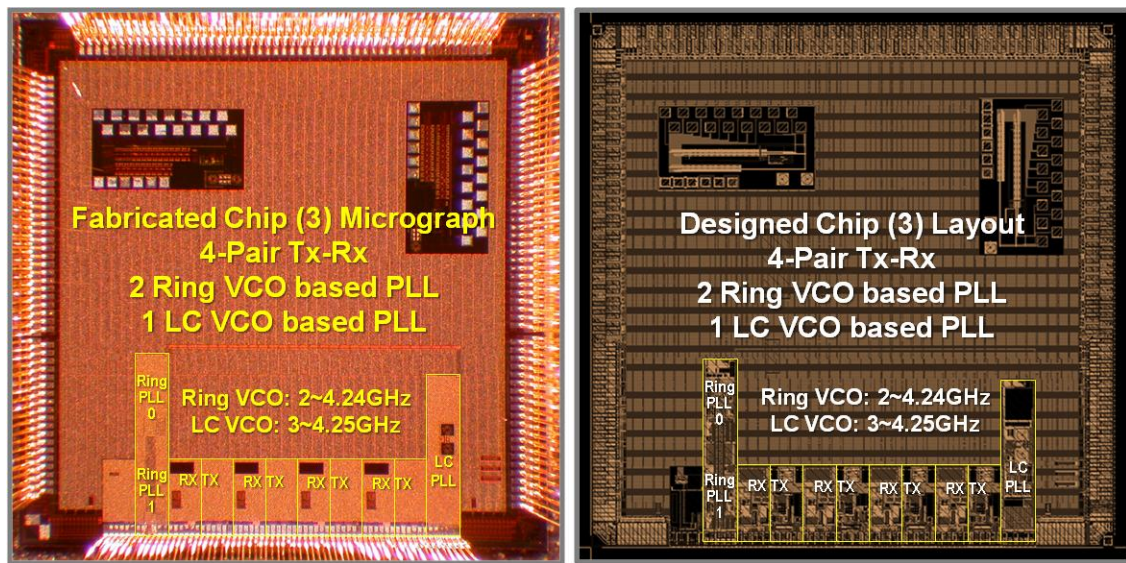 Fabricated Chip (3) Micrograph
4-Pair Tx-Rx
2 Ring VCO based PLL
1 LC VCO based PLL
Ring
PLL
0
Ring VCO: 2~4.24GHz
LC VCO: 3~4.25GHz
Ring
PLL
1
RX TX
RX TX
RX TX
RX TX
LC
PLL
Designed Chip (3) Layout
4-Pair Tx-Rx
2 Ring VCO based PLL
1 LC VCO based PLL
Ring
PLL
0
Ring VCO: 2~4.24GHz
LC VCO: 3~4.25GHz
Ring
PLL
1
RX TX
RX TX
RX TX
RX TX
LC
PLL